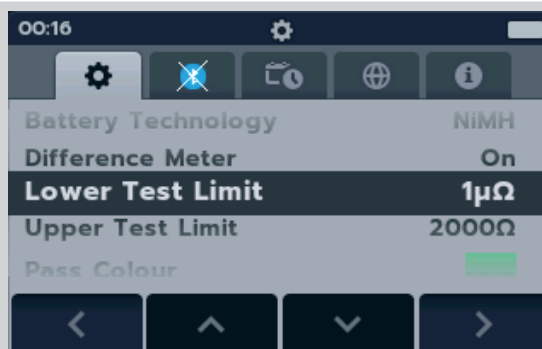 00:16
Battery Technology NiMH
Difference Meter On
Lower Test Limit 1µΩ
Upper Test Limit 2000Ω
Pass Colour